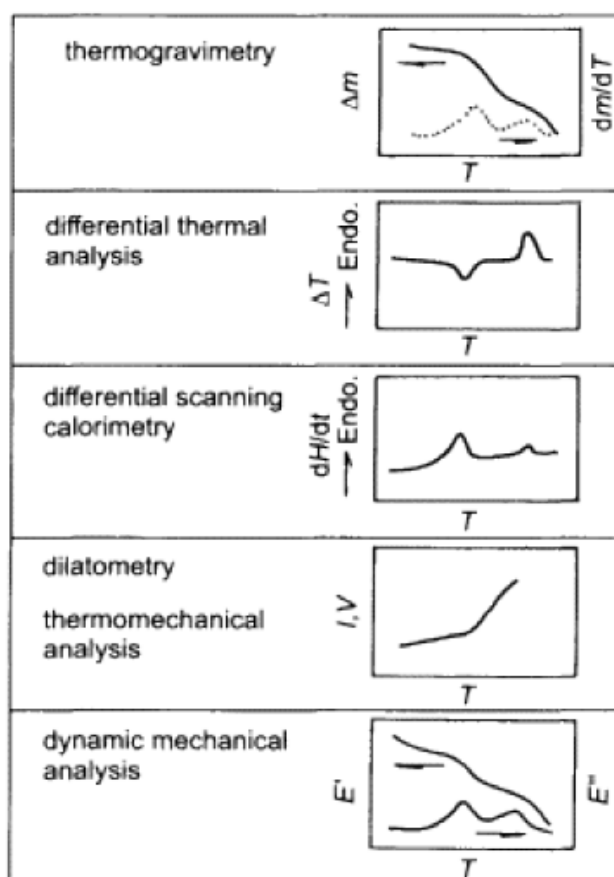 thermogravimetry
Δm
dm/dT
T
differential thermal
analysis
ΔT
Endo.
T
differential scanning
calorimetry
dH/dt
Endo.
T
dilatometry
thermomechanical
analysis
l,V
T
dynamic mechanical
analysis
E'
E"
T